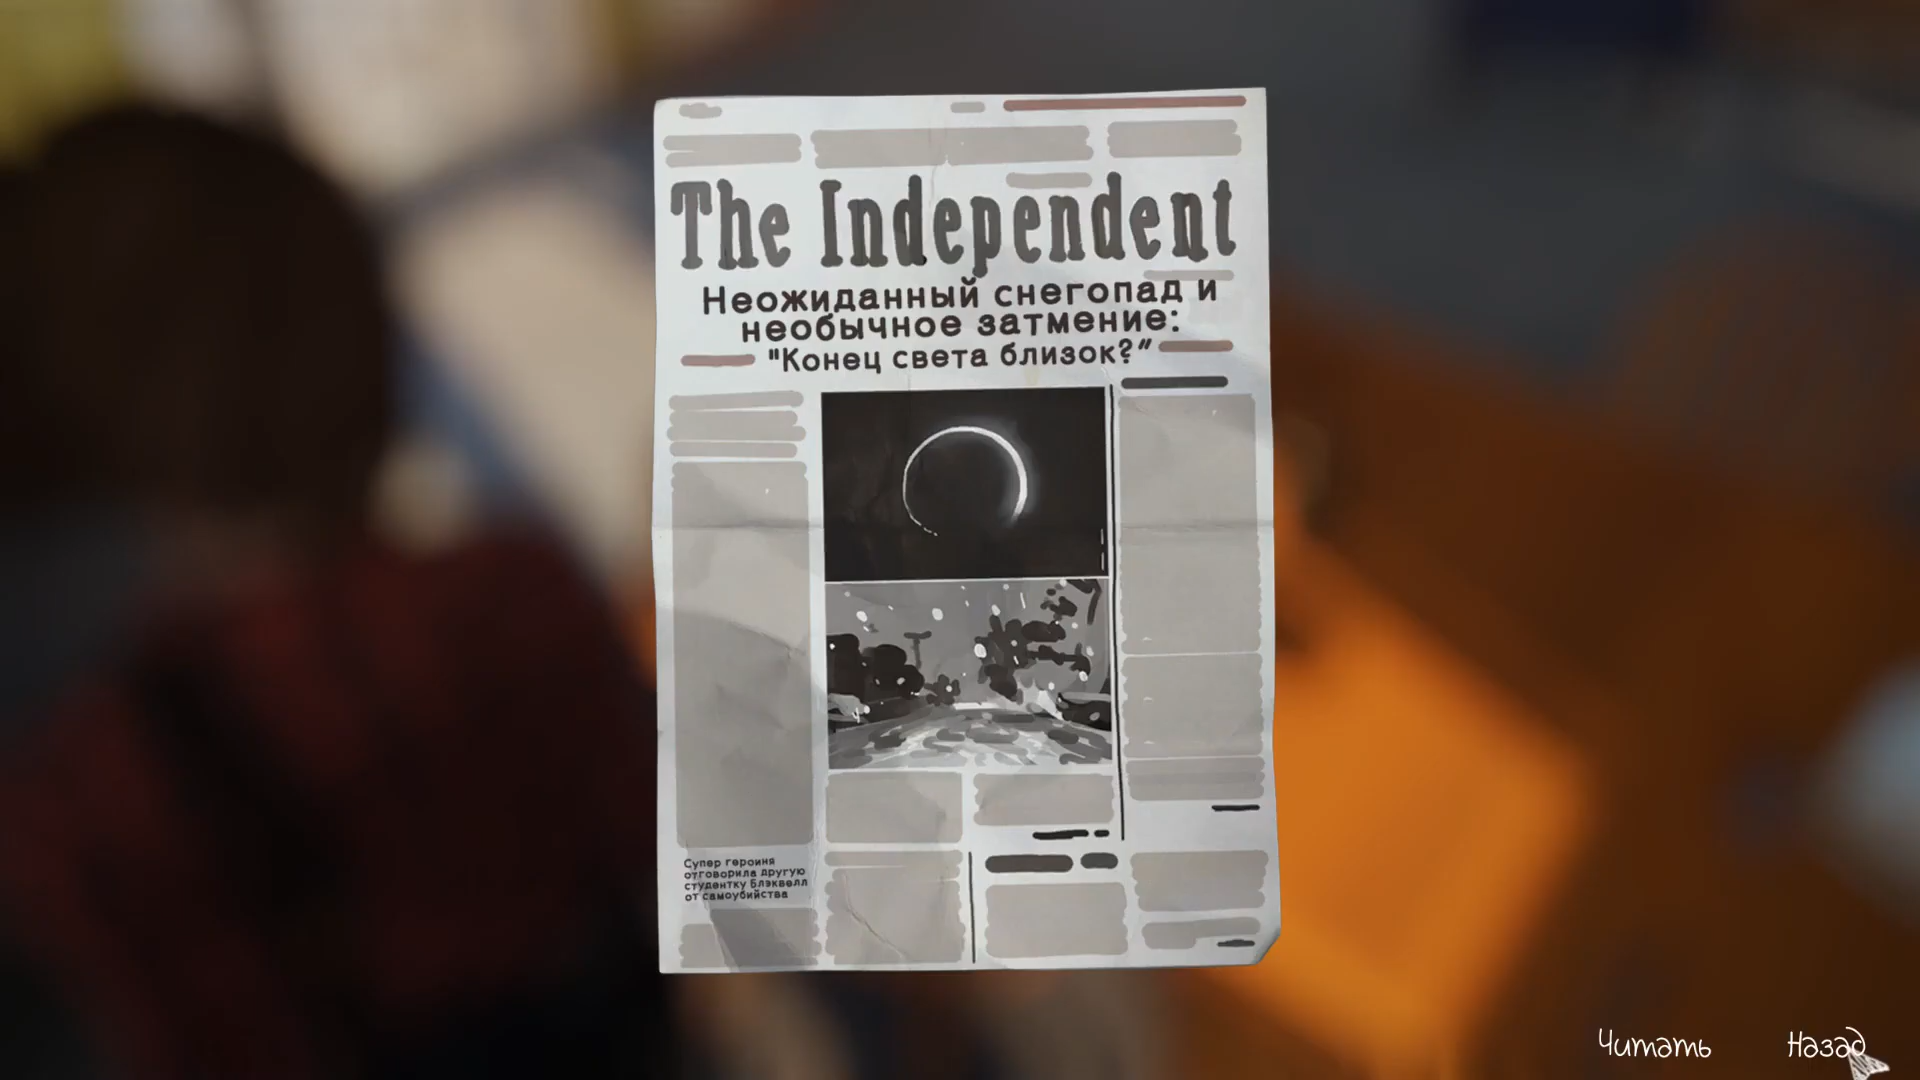 The Independent
Неожиданный снегопад и
необычное затмение:
"Конец света близок?"
Супер героиня
отговорила другую
студентку Блэквелл
от самоубийства
Читать
Назад